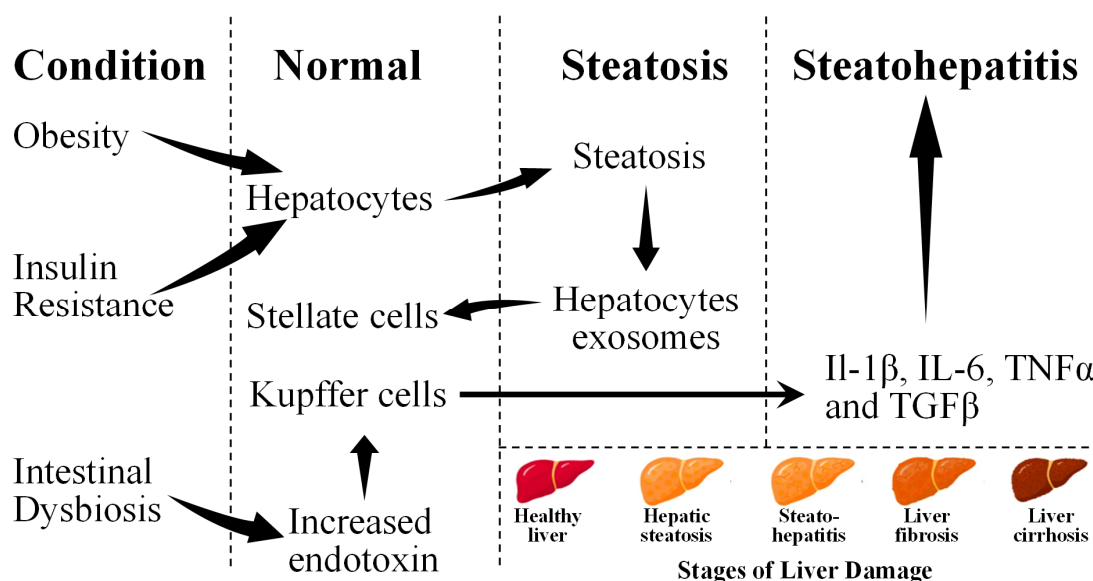 Condition
Normal
Steatosis
Steatohepatitis
Obesity
Hepatocytes
Steatosis
Insulin
Resistance
Stellate cells
Hepatocytes
exosomes
Kupffer cells
Il-1β, IL-6, TNFα
and TGFβ
Intestinal
Dysbiosis
Increased
endotoxin
Healthy
liver
Hepatic
steatosis
Steato-
hepatitis
Liver
fibrosis
Liver
cirrhosis
Stages of Liver Damage